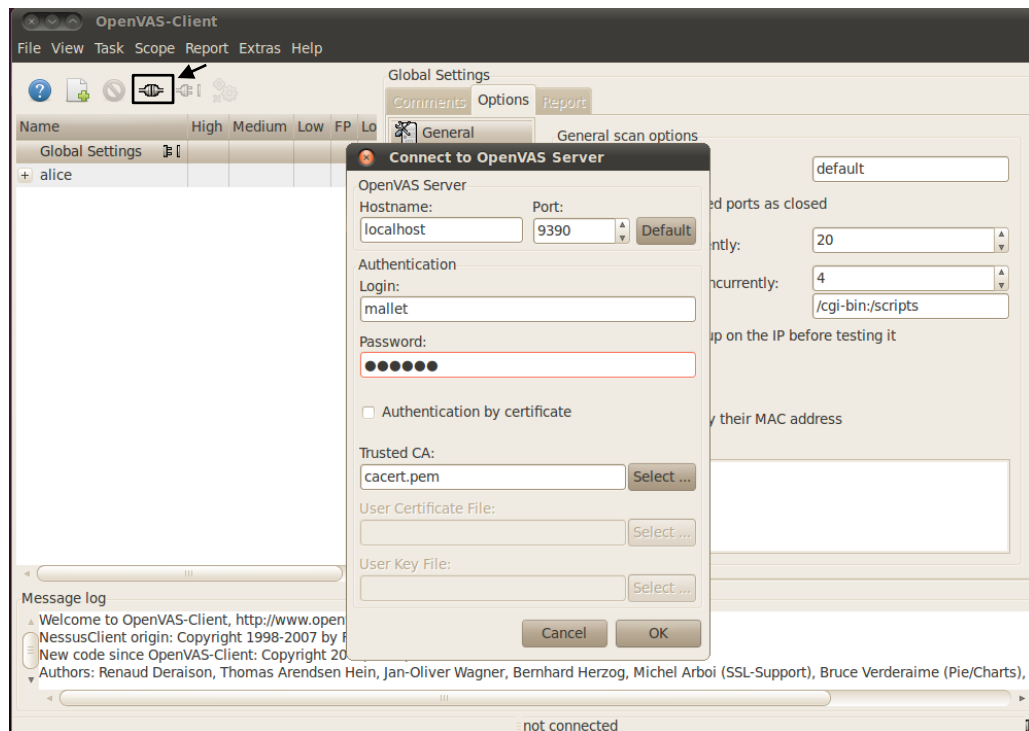 OpenVAS-Client
File View Task Scope Report Extras Help
Global Settings
Comments Options Report
Name High Medium Low FP Lo
General
General scan options
Global Settings
alice
Connect to OpenVAS Server
OpenVAS Server
Hostname: Port:
localhost 9390 Default
Authentication
Login:
mallet
Password:
●●●●●●
Authentication by certificate
Trusted CA:
cacert.pem Select ...
User Certificate File:
Select ...
User Key File:
Select ...
Cancel OK
default
ed ports as closed
ntly: 20
ncurrently: 4
/cgi-bin:/scripts
up on the IP before testing it
y their MAC address
Message log
Welcome to OpenVAS-Client, http://www.open
NessusClient origin: Copyright 1998-2007 by
New code since OpenVAS-Client: Copyright 20
Authors: Renaud Deraison, Thomas Arendsen Hein, Jan-Oliver Wagner, Bernhard Herzog, Michel Arboi (SSL-Support), Bruce Verderaime (Pie/Charts),
not connected